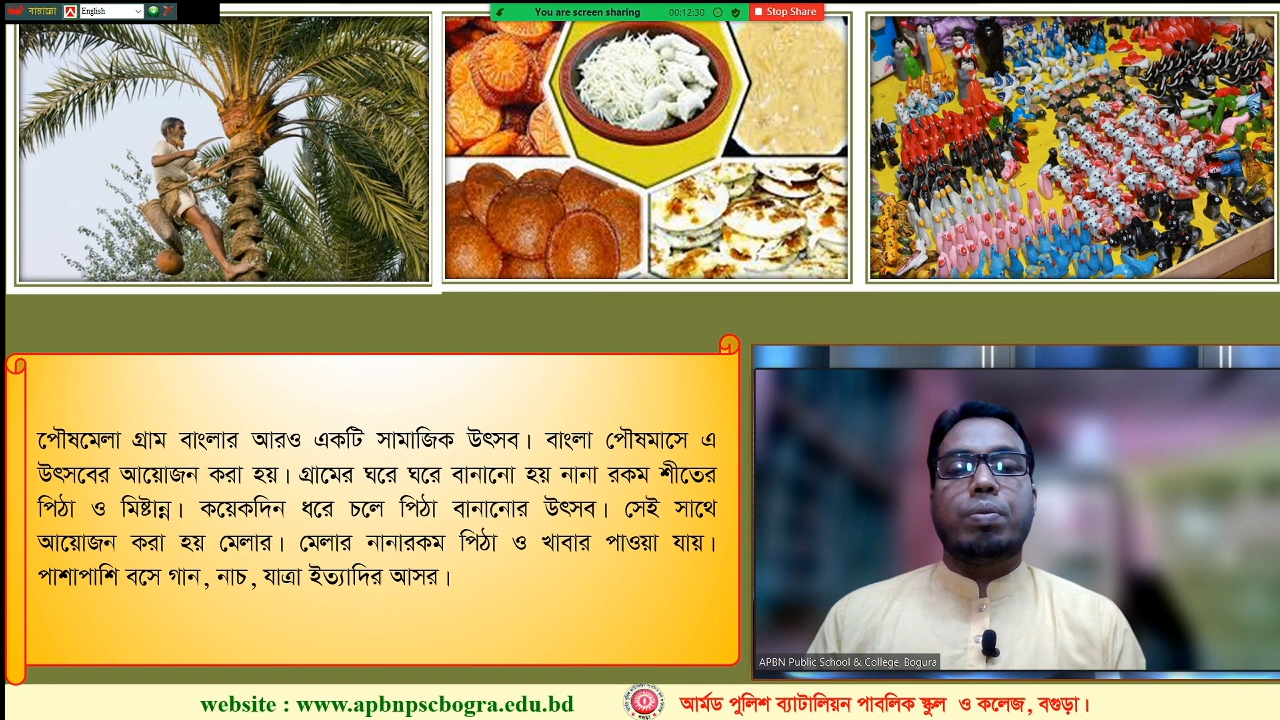 বায়ান্নো
English
You are screen sharing
00:12:30
Stop Share
পৌষমেলা গ্রাম বাংলার আরও একটি সামাজিক উৎসব। বাংলা পৌষমাসে এ
উৎসবের আয়োজন করা হয়। গ্রামের ঘরে ঘরে বানানো হয় নানা রকম শীতের
পিঠা ও মিষ্টান্ন। কয়েকদিন ধরে চলে পিঠা বানানোর উৎসব। সেই সাথে
আয়োজন করা হয় মেলার। মেলার নানারকম পিঠা ও খাবার পাওয়া যায়।
পাশাপাশি বসে গান, নাচ, যাত্রা ইত্যাদির আসর।
APBN Public School & College, Bogura
website : www.apbnpscbogra.edu.bd
আর্মড পুলিশ ব্যাটালিয়ন পাবলিক স্কুল ও কলেজ, বগুড়া।